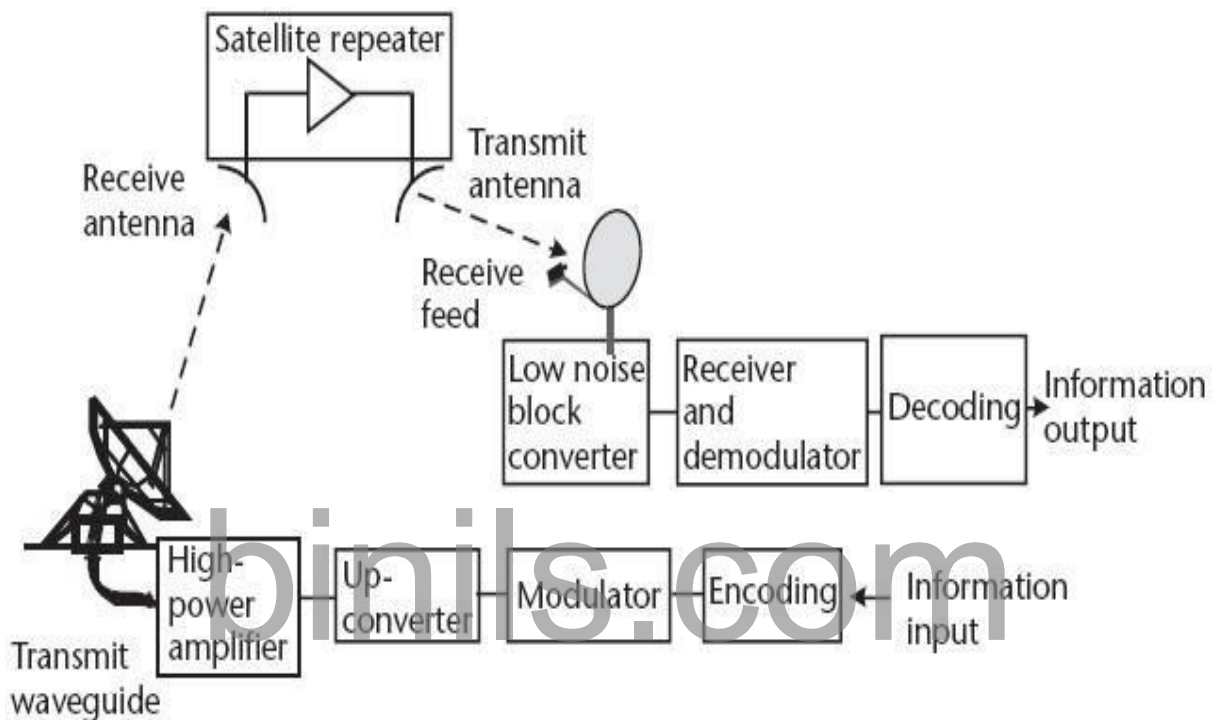 Satellite repeater
Receive
antenna
Transmit
antenna
Receive
feed
Low noise
block
converter
Receiver
and
demodulator
Decoding
Information
output
High-
power
amplifier
Up-
converter
Modulator
Encoding
Information
input
Transmit
waveguide
binils.com